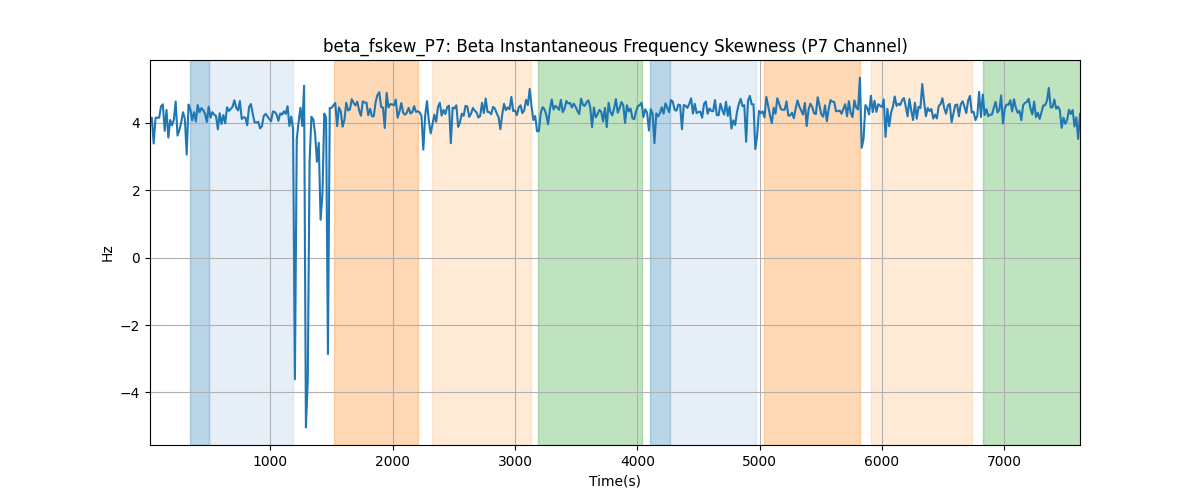 beta_fskew_P7: Beta Instantaneous Frequency Skewness (P7 Channel)
Hz
4
2
0
−2
−4
1000 2000 3000 4000 5000 6000 7000
Time(s)